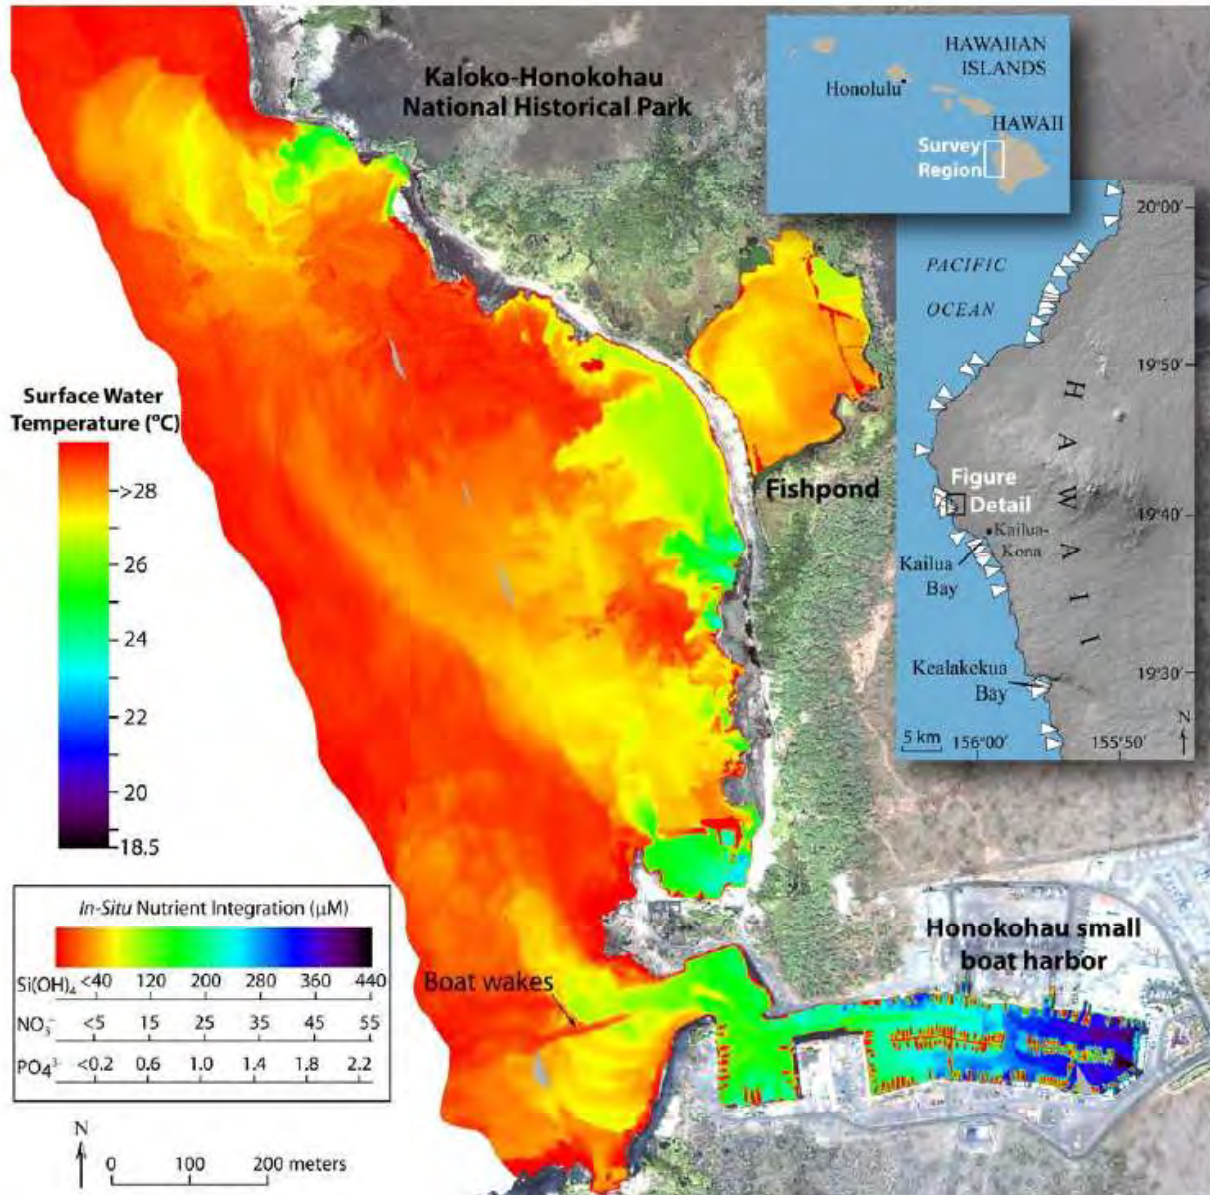 Kaloko-Honokohau
National Historical Park
HAWAIIAN
ISLANDS
Honolulu
HAWAII
Survey
Region
20°00'
PACIFIC
OCEAN
19°50'
HAWAII
Figure
Detail
19°40'
Kailua-
Kona
Kailua
Bay
Kealakekua
Bay
19°30'
N
5 km
156°00'
155°50'
Surface Water
Temperature (°C)
>28
26
24
22
20
18.5
Fishpond
In-Situ Nutrient Integration (µM)
Si(OH)₄ <40 120 200 280 360 440
NO₃⁻ <5 15 25 35 45 55
PO₄³⁻ <0.2 0.6 1.0 1.4 1.8 2.2
Boat wakes
Honokohau small
boat harbor
N
0 100 200 meters